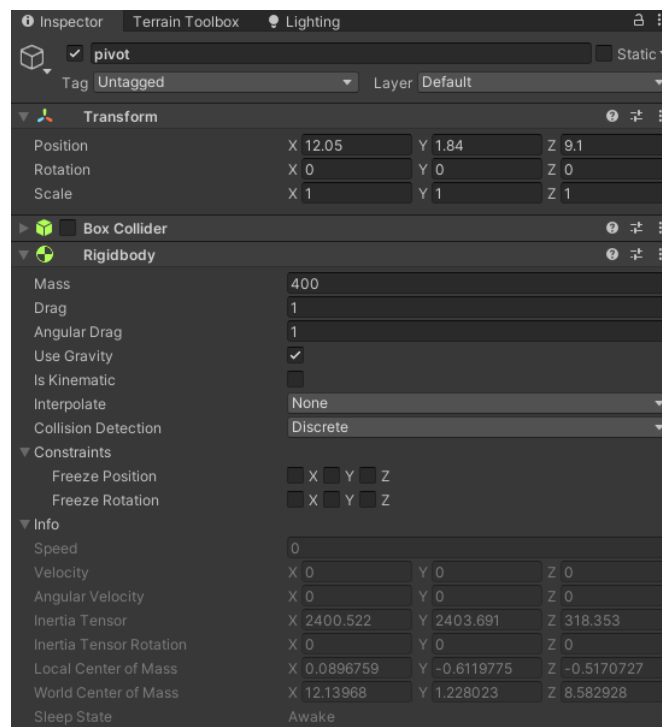 Inspector Terrain Toolbox Lighting
pivot Static
Tag Untagged Layer Default
Transform
Position X 12.05 Y 1.84 Z 9.1
Rotation X 0 Y 0 Z 0
Scale X 1 Y 1 Z 1
Box Collider
Rigidbody
Mass 400
Drag 1
Angular Drag 1
Use Gravity
Is Kinematic
Interpolate None
Collision Detection Discrete
Constraints
Freeze Position X Y Z
Freeze Rotation X Y Z
Info
Speed 0
Velocity X 0 Y 0 Z 0
Angular Velocity X 0 Y 0 Z 0
Inertia Tensor X 2400.522 Y 2403.691 Z 318.353
Inertia Tensor Rotation X 0 Y 0 Z 0
Local Center of Mass X 0.0896759 Y -0.6119775 Z -0.5170727
World Center of Mass X 12.13968 Y 1.228023 Z 8.582928
Sleep State Awake